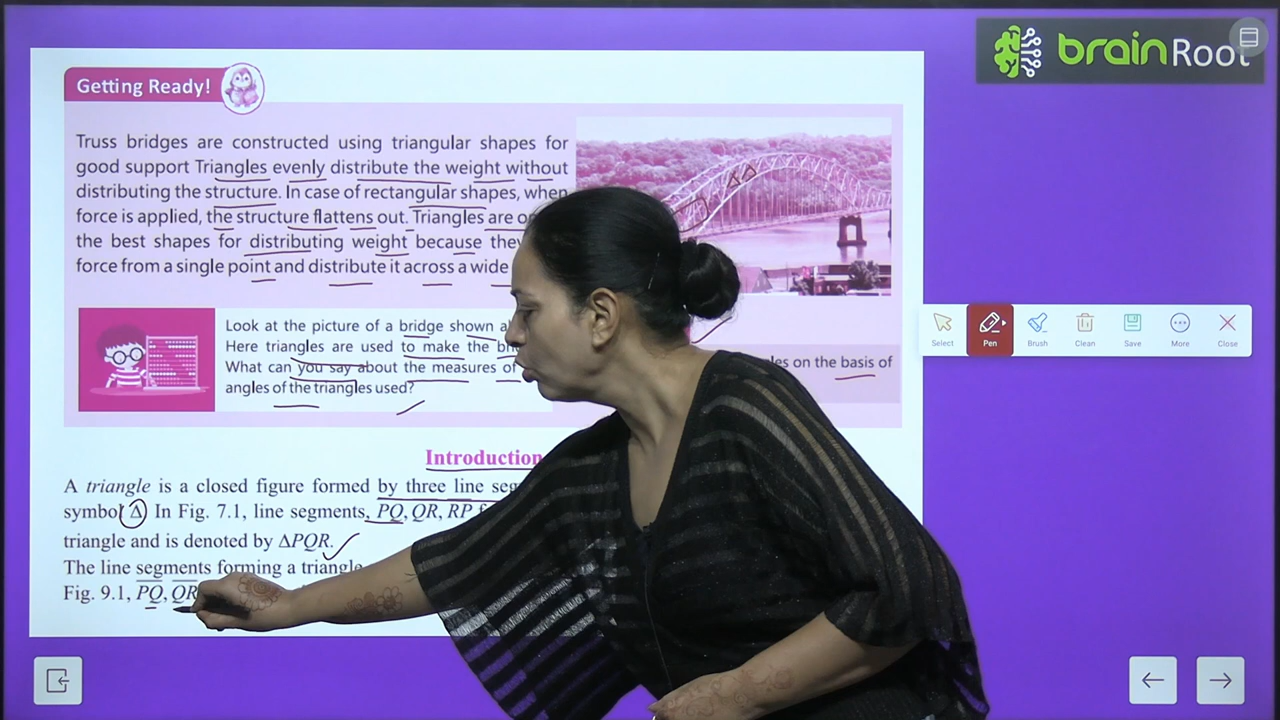 brainRoot
Getting Ready!
Truss bridges are constructed using triangular shapes for
good support Triangles evenly distribute the weight without
distributing the structure. In case of rectangular shapes, when
force is applied, the structure flattens out. Triangles are
the best shapes for distributing weight because they
force from a single point and distribute it across a wide
Look at the picture of a bridge shown
Here triangles are used to make the
What can you say about the measures of
angles of the triangles used?
on the basis of
Select
Pen
Brush
Clean
Save
More
Close
Introduction
A triangle is a closed figure formed by three line
symbol Δ In Fig. 7.1, line segments, PQ, QR, RP
triangle and is denoted by ΔPQR.
The line segments forming a triangle
Fig. 9.1, PQ, QR